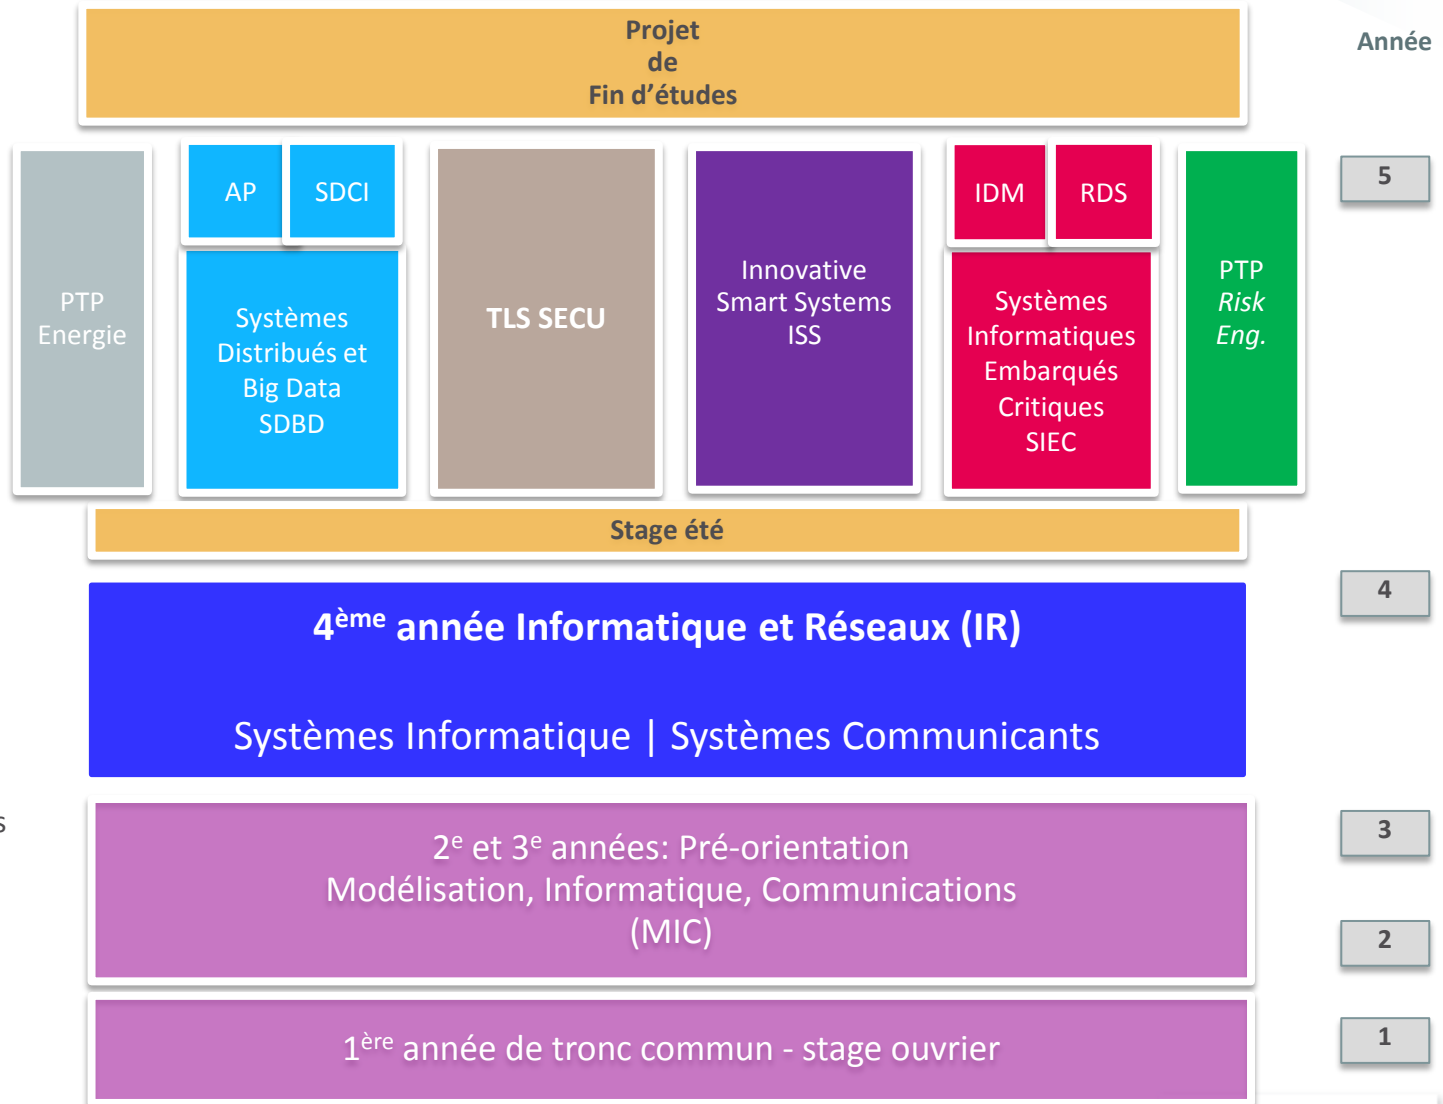 Projet
de
Fin d’études
Année
5
AP
SDCI
IDM
RDS
PTP
Energie
Systèmes
Distribués et
Big Data
SDBD
TLS SECU
Innovative
Smart Systems
ISS
Systèmes
Informatiques
Embarqués
Critiques
SIEC
PTP
Risk
Eng.
Stage été
4
4ème année Informatique et Réseaux (IR)
Systèmes Informatique | Systèmes Communicants
s
3
2e et 3e années: Pré-orientation
Modélisation, Informatique, Communications
(MIC)
2
1ère année de tronc commun - stage ouvrier
1